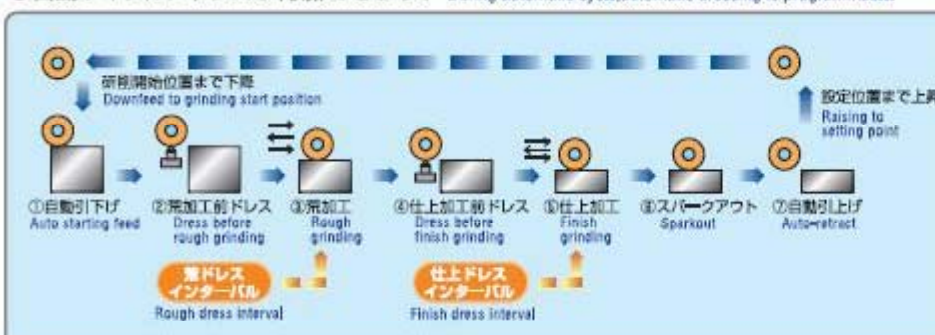 研削開始位置まで下降
Downfeed to grinding start position
設定位置まで上昇
Raising to
setting point
①自動引下げ
Auto starting feed
②荒加工前ドレス
Dress before
rough grinding
③荒加工
Rough
grinding
④仕上加工前ドレス
Dress before
finish grinding
⑤仕上加工
Finish
grinding
⑥スパークアウト
Sparkout
⑦自動引上げ
Auto-retract
荒ドレス
インターバル
Rough dress interval
仕上ドレス
インターバル
Finish dress interval